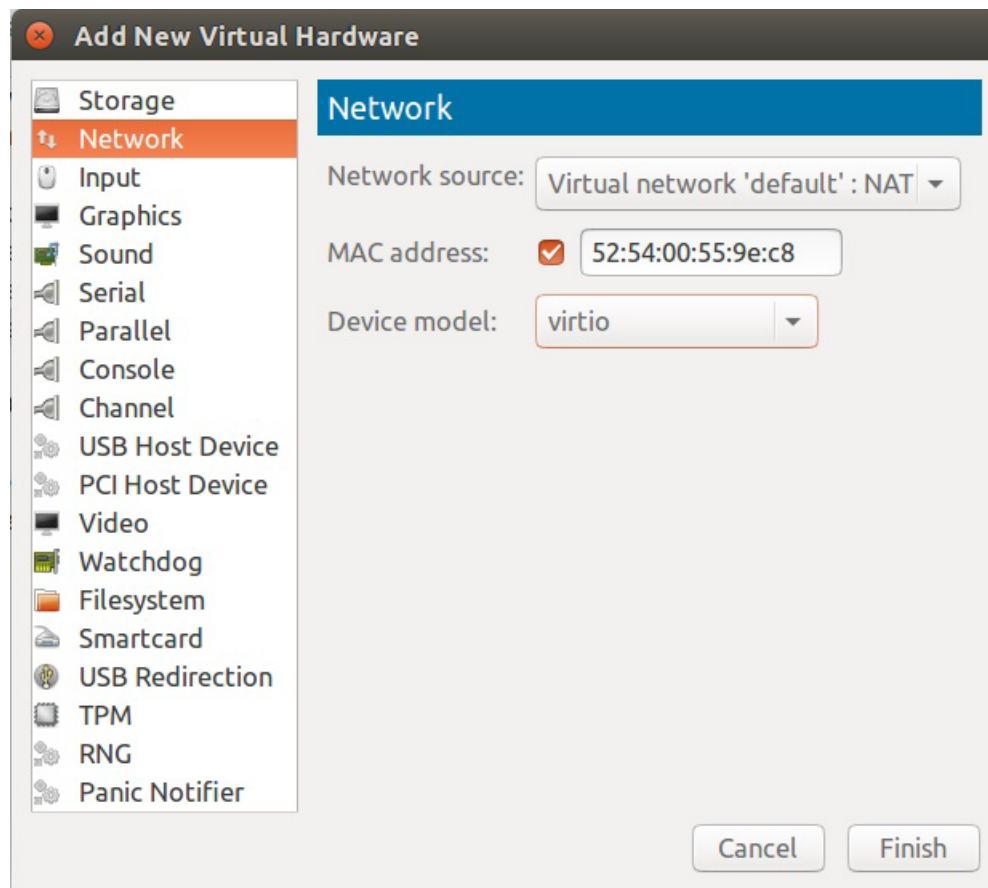 Add New Virtual Hardware
Storage
Network
Input
Graphics
Sound
Serial
Parallel
Console
Channel
USB Host Device
PCI Host Device
Video
Watchdog
Filesystem
Smartcard
USB Redirection
TPM
RNG
Panic Notifier
Network
Network source: Virtual network 'default' : NAT
MAC address: 52:54:00:55:9e:c8
Device model: virtio
Cancel Finish